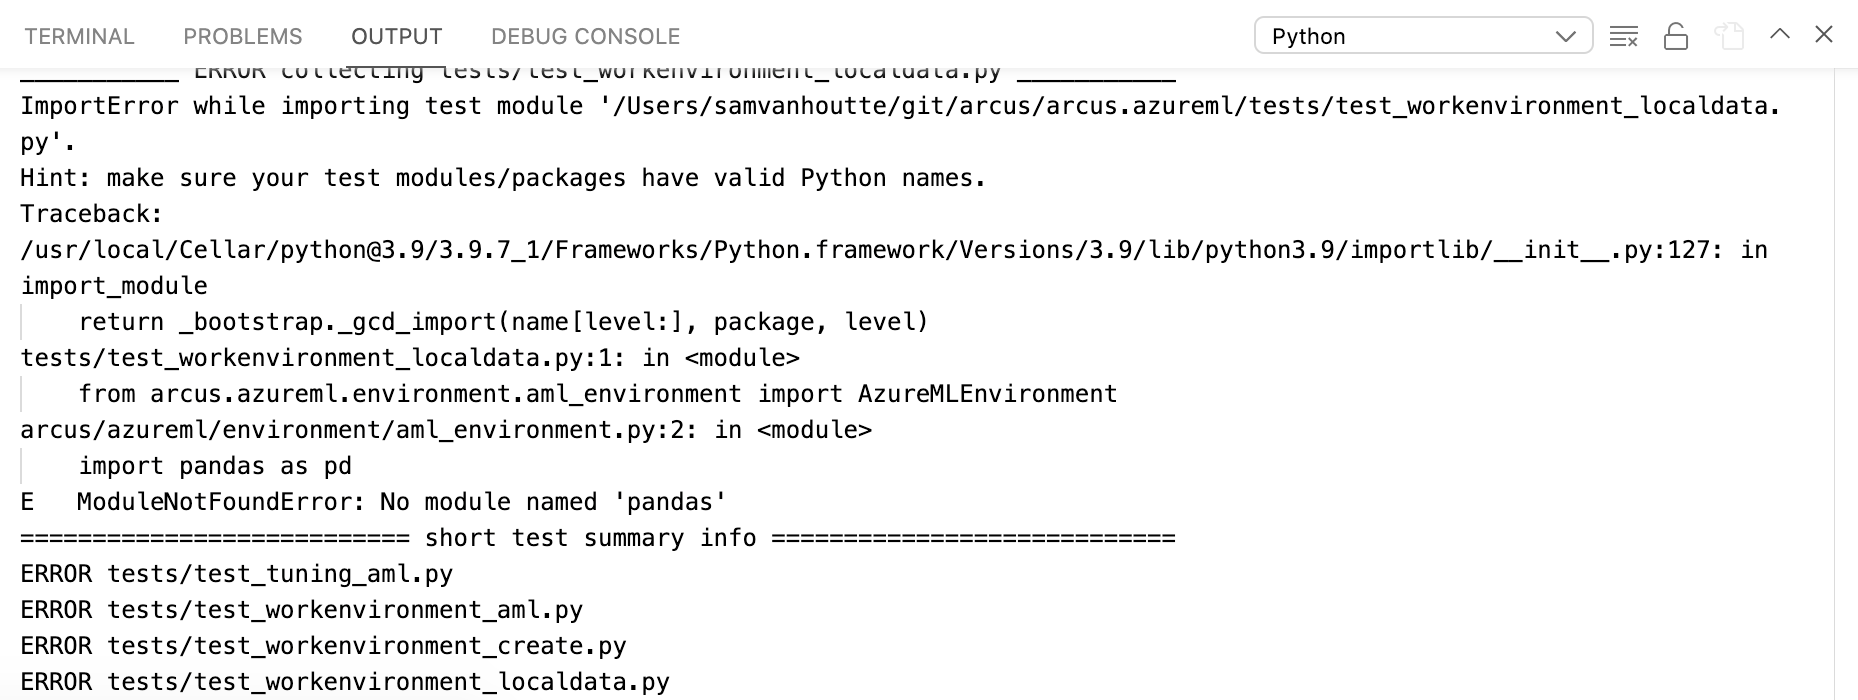 TERMINAL PROBLEMS OUTPUT DEBUG CONSOLE Python
___________ ERROR collecting tests/test_workenvironment_localdata.py ___________
ImportError while importing test module '/Users/samvanhoutte/git/arcus/arcus.azureml/tests/test_workenvironment_localdata.
py'.
Hint: make sure your test modules/packages have valid Python names.
Traceback:
/usr/local/Cellar/python@3.9/3.9.7_1/Frameworks/Python.framework/Versions/3.9/lib/python3.9/importlib/__init__.py:127: in
import_module
    return _bootstrap._gcd_import(name[level:], package, level)
tests/test_workenvironment_localdata.py:1: in <module>
    from arcus.azureml.environment.aml_environment import AzureMLEnvironment
arcus/azureml/environment/aml_environment.py:2: in <module>
    import pandas as pd
E   ModuleNotFoundError: No module named 'pandas'
=========================== short test summary info ============================
ERROR tests/test_tuning_aml.py
ERROR tests/test_workenvironment_aml.py
ERROR tests/test_workenvironment_create.py
ERROR tests/test_workenvironment_localdata.py